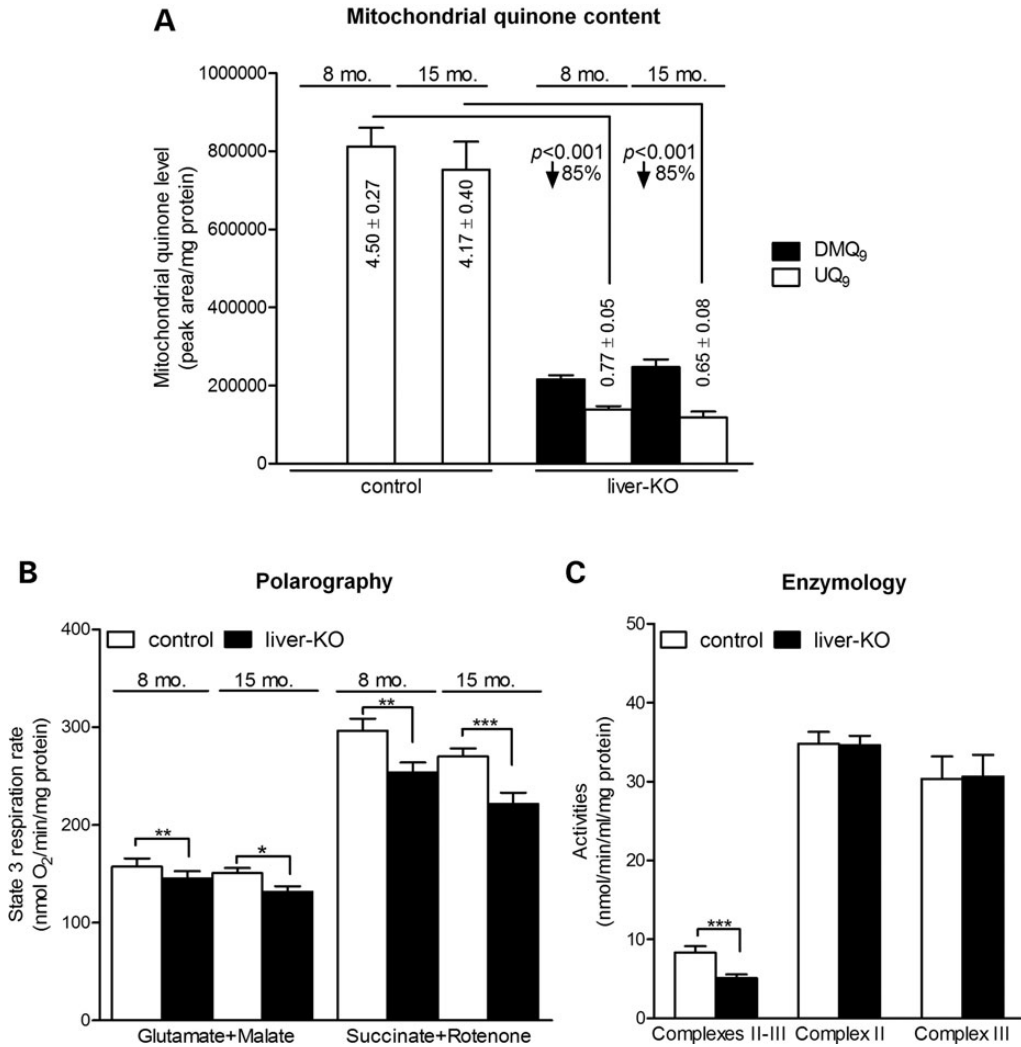 A
Mitochondrial quinone content
Mitochondrial quinone level
(peak area/mg protein)
1000000
800000
600000
400000
200000
0
8 mo.
15 mo.
8 mo.
15 mo.
4.50 ± 0.27
4.17 ± 0.40
p<0.001
↓ 85%
p<0.001
↓ 85%
0.77 ± 0.05
0.65 ± 0.08
control
liver-KO
DMQ₉
UQ₉
B
Polarography
State 3 respiration rate
(nmol O₂/min/mg protein)
400
300
200
100
0
control
liver-KO
8 mo.
15 mo.
8 mo.
15 mo.
**
*
**
***
Glutamate+Malate
Succinate+Rotenone
C
Enzymology
Activities
(nmol/min/ml/mg protein)
50
40
30
20
10
0
control
liver-KO
***
Complexes II-III
Complex II
Complex III